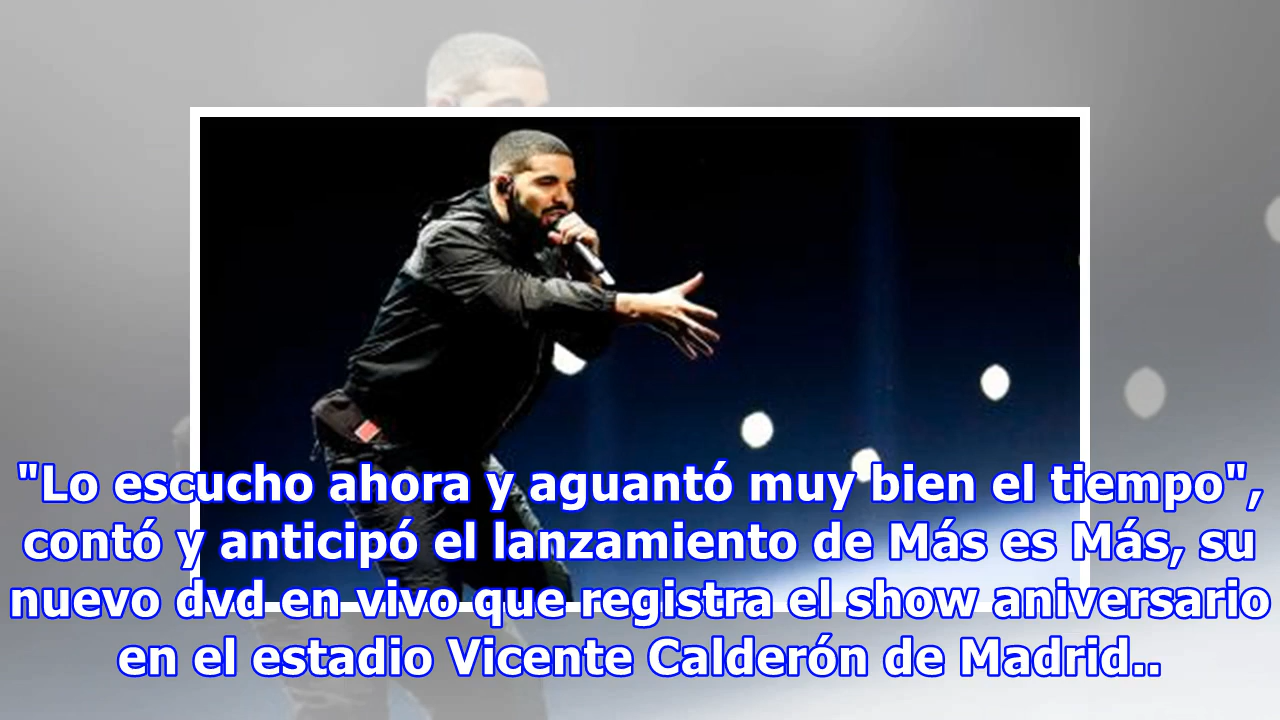 "Lo escucho ahora y aguantó muy bien el tiempo",
contó y anticipó el lanzamiento de Más es Más, su
nuevo dvd en vivo que registra el show aniversario
en el estadio Vicente Calderón de Madrid..